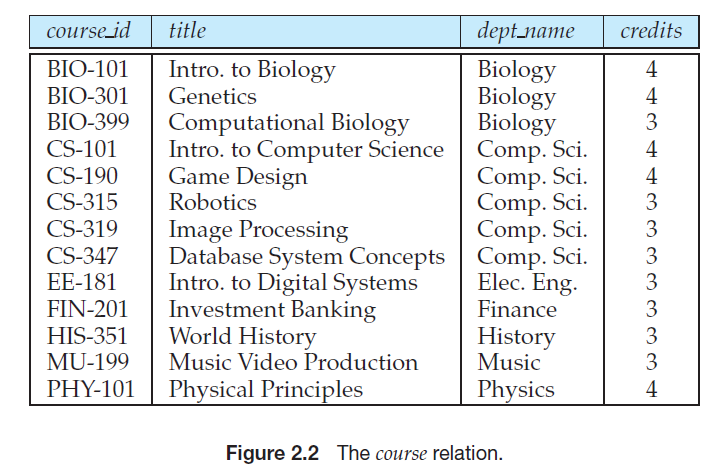 course_id title dept_name credits
BIO-101 Intro. to Biology Biology 4
BIO-301 Genetics Biology 4
BIO-399 Computational Biology Biology 3
CS-101 Intro. to Computer Science Comp. Sci. 4
CS-190 Game Design Comp. Sci. 4
CS-315 Robotics Comp. Sci. 3
CS-319 Image Processing Comp. Sci. 3
CS-347 Database System Concepts Comp. Sci. 3
EE-181 Intro. to Digital Systems Elec. Eng. 3
FIN-201 Investment Banking Finance 3
HIS-351 World History History 3
MU-199 Music Video Production Music 3
PHY-101 Physical Principles Physics 4
Figure 2.2 The course relation.